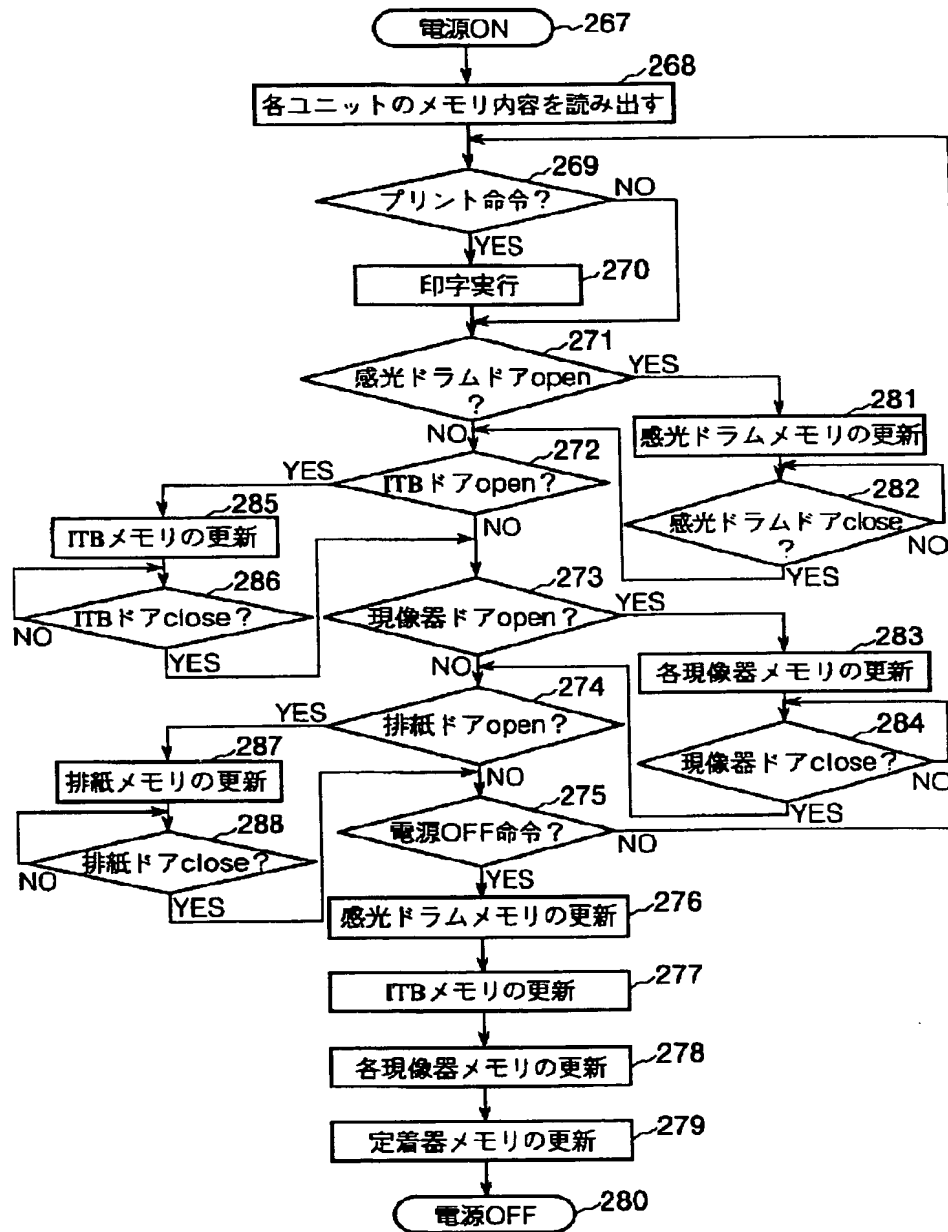 電源ON
267
268
各ユニットのメモリ内容を読み出す
269
プリント命令?
NO
YES
270
印字実行
271
感光ドラムドアopen
?
YES
NO
281
感光ドラムメモリの更新
272
ITBドアopen?
YES
NO
282
感光ドラムドアclose
?
NO
YES
285
ITBメモリの更新
286
ITBドアclose?
NO
YES
273
現像器ドアopen?
YES
NO
283
各現像器メモリの更新
274
排紙ドアopen?
YES
NO
284
現像器ドアclose?
NO
YES
287
排紙メモリの更新
288
排紙ドアclose?
NO
YES
275
電源OFF命令?
NO
YES
感光ドラムメモリの更新
276
ITBメモリの更新
277
各現像器メモリの更新
278
定着器メモリの更新
279
電源OFF
280